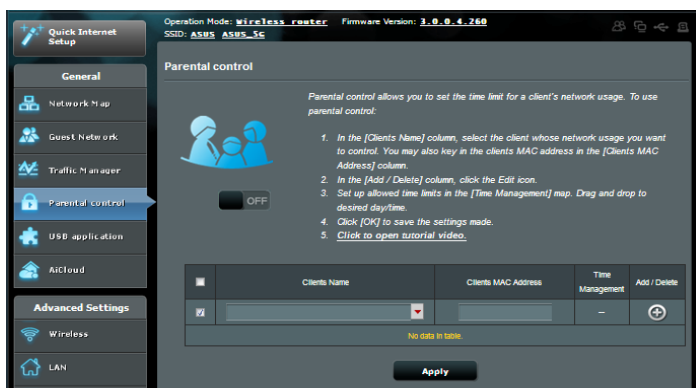 Quick Internet
Setup
Operation Mode: Wireless router Firmware Version: 3.0.0.4.260
SSID: ASUS ASUS_5G
General
Network Map
Guest Network
Traffic Manager
Parental control
USB application
AiCloud
Advanced Settings
Wireless
LAN
Parental control
Parental control allows you to set the time limit for a client's network usage. To use
parental control:
1. In the [Clients Name] column, select the client whose network usage you want
to control. You may also key in the clients MAC address in the [Clients MAC
Address] column.
2. In the [Add / Delete] column, click the Edit icon.
3. Set up allowed time limits in the [Time Management] map. Drag and drop to
desired day/time.
4. Click [OK] to save the settings made.
5. Click to open tutorial video.
OFF
Clients Name Clients MAC Address Time
Management Add / Delete
–
No data in table.
Apply